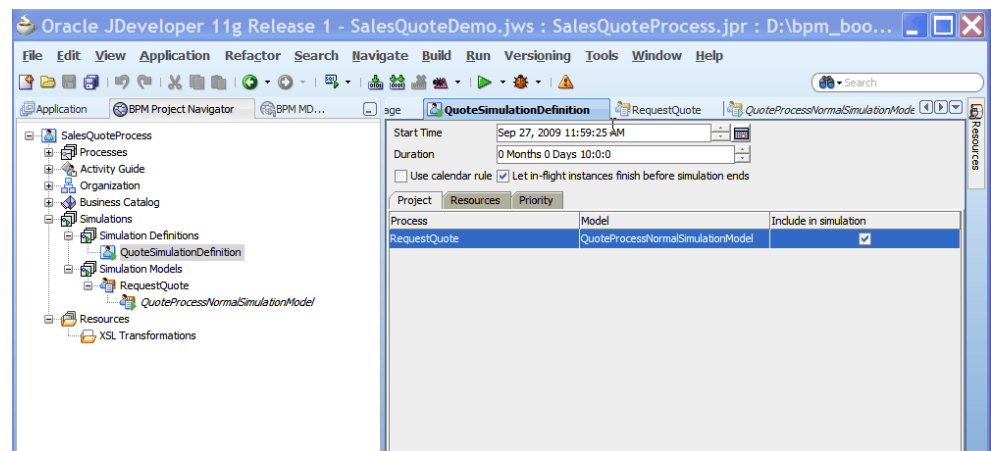 Oracle JDeveloper 11g Release 1 - SalesQuoteDemo.jws : SalesQuoteProcess.jpr : D:\bpm_boo...
File Edit View Application Refactor Search Navigate Build Run Versioning Tools Window Help
Search
Application BPM Project Navigator BPM MD...
SalesQuoteProcess
Processes
Activity Guide
Organization
Business Catalog
Simulations
Simulation Definitions
QuoteSimulationDefinition
Simulation Models
RequestQuote
QuoteProcessNormalSimulationModel
Resources
XSL Transformations
age QuoteSimulationDefinition RequestQuote QuoteProcessNormalSimulationMode
Start Time Sep 27, 2009 11:59:25 AM
Duration 0 Months 0 Days 10:0:0
Use calendar rule Let in-flight instances finish before simulation ends
Project Resources Priority
Process Model Include in simulation
RequestQuote QuoteProcessNormalSimulationModel
Resources